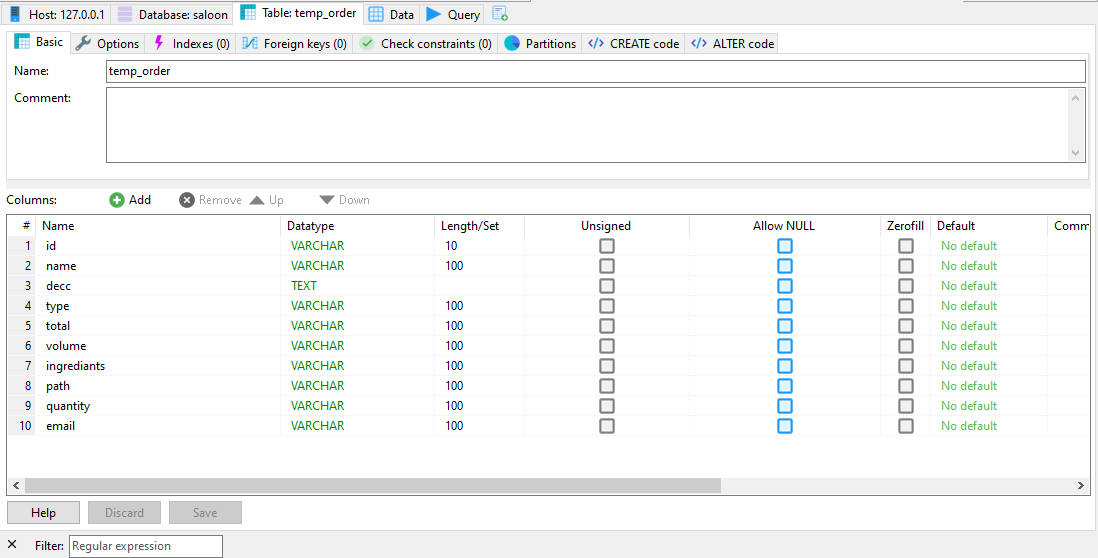 Host: 127.0.0.1 Database: saloon Table: temp_order Data Query
Basic Options Indexes (0) Foreign keys (0) Check constraints (0) Partitions </> CREATE code </> ALTER code
Name: temp_order
Comment:
Columns: Add Remove Up Down
# Name Datatype Length/Set Unsigned Allow NULL Zerofill Default Comm
1 id VARCHAR 10 No default
2 name VARCHAR 100 No default
3 decc TEXT No default
4 type VARCHAR 100 No default
5 total VARCHAR 100 No default
6 volume VARCHAR 100 No default
7 ingrediants VARCHAR 100 No default
8 path VARCHAR 100 No default
9 quantity VARCHAR 100 No default
10 email VARCHAR 100 No default
Help Discard Save
Filter: Regular expression